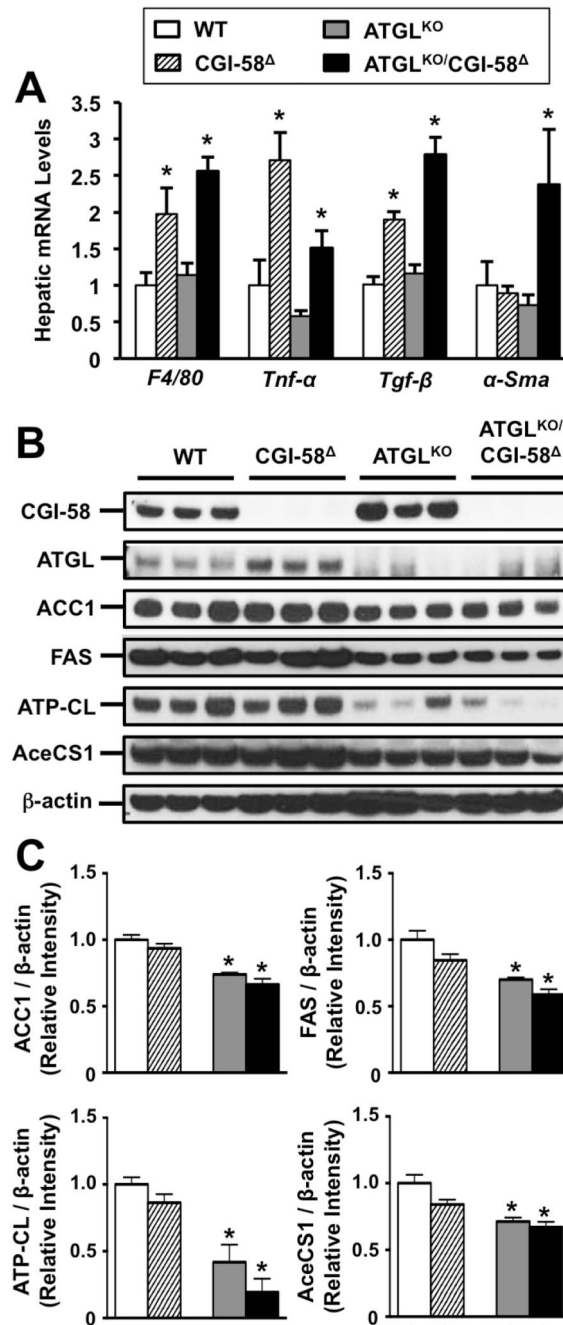 WT ATGL^KO
CGI-58^Δ ATGL^KO/CGI-58^Δ
A
Hepatic mRNA Levels
3.5
3
2.5
2
1.5
1
0.5
0
* * * * * * *
F4/80 Tnf-α Tgf-β α-Sma
B
WT CGI-58^Δ ATGL^KO ATGL^KO/
CGI-58^Δ
CGI-58
ATGL
ACC1
FAS
ATP-CL
AceCS1
β-actin
C
ACC1 / β-actin
(Relative Intensity)
1.5
1.0
0.5
0
* *
FAS / β-actin
(Relative Intensity)
1.5
1.0
0.5
0
* *
ATP-CL / β-actin
(Relative Intensity)
1.5
1.0
0.5
0
* *
AceCS1 / β-actin
(Relative Intensity)
1.5
1.0
0.5
0
* *